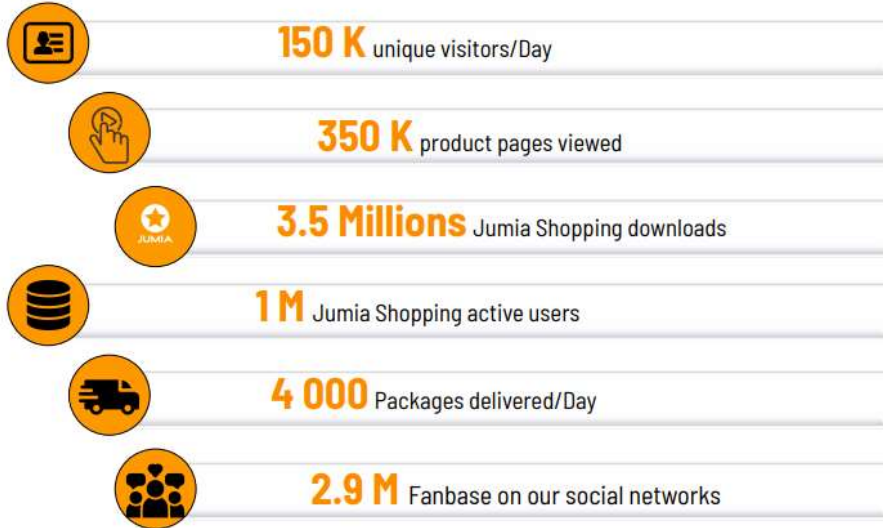 150 K unique visitors/Day
350 K product pages viewed
JUMIA
3.5 Millions Jumia Shopping downloads
1 M Jumia Shopping active users
4 000 Packages delivered/Day
2.9 M Fanbase on our social networks